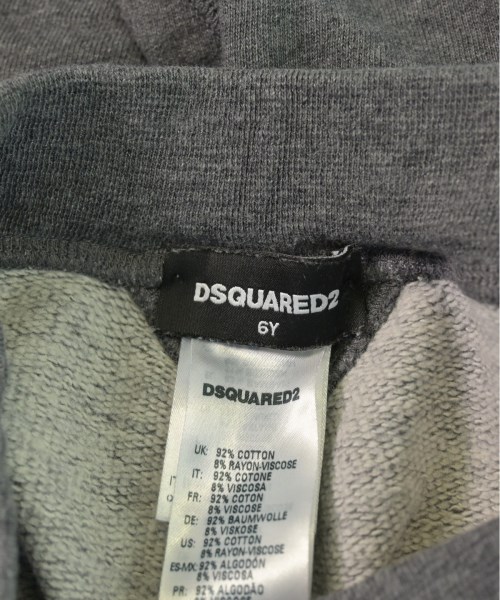 DSQUARED2
6Y
DSQUARED2
UK: 92% COTTON
8% RAYON-VISCOSE
IT: 92% COTONE
8% VISCOSA
FR: 92% COTON
8% VISCOSE
DE: 92% BAUMWOLLE
8% VISKOSE
US: 92% COTTON
8% RAYON-VISCOSE
ES-MX: 92% ALGODÓN
8% VISCOSA
PR: 92% ALGODÃO